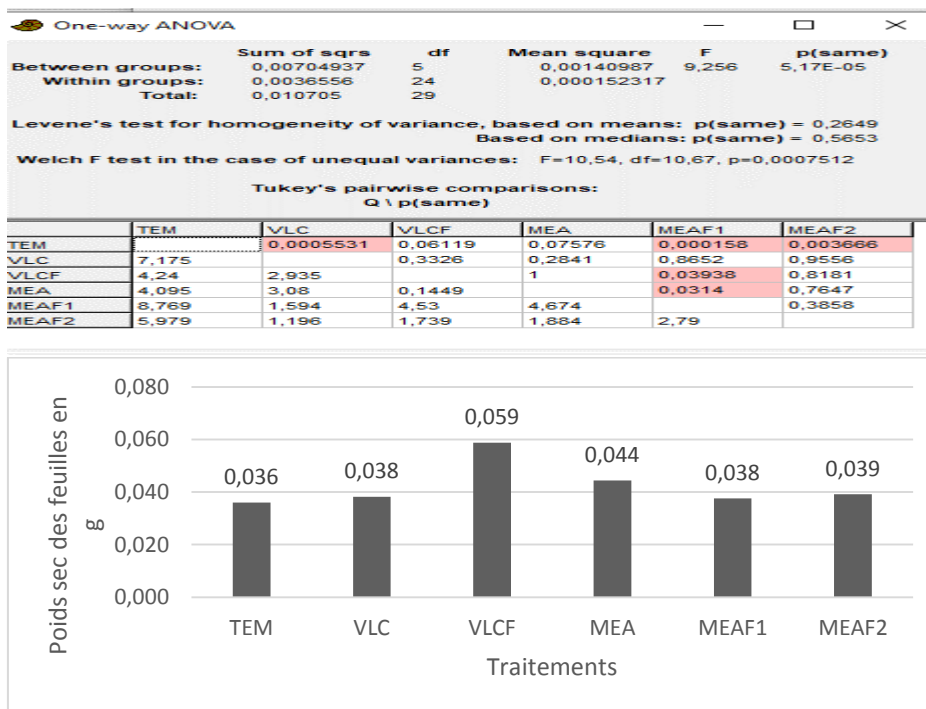 One-way ANOVA
Sum of sqrs df Mean square F p(same)
Between groups: 0,00704937 5 0,00140987 9,256 5,17E-05
Within groups: 0,0036556 24 0,000152317
Total: 0,010705 29
Levene's test for homogeneity of variance, based on means: p(same) = 0,2649
Based on medians: p(same) = 0,5653
Welch F test in the case of unequal variances: F=10,54, df=10,67, p=0,0007512
Tukey's pairwise comparisons:
Q \ p(same)
TEM VLC VLCF MEA MEAF1 MEAF2
TEM 0,0005531 0,06119 0,07576 0,000158 0,003666
VLC 7,175 0,3326 0,2841 0,8652 0,9556
VLCF 4,24 2,935 1 0,03938 0,8181
MEA 4,095 3,08 0,1449 0,0314 0,7647
MEAF1 8,769 1,594 4,53 4,674 0,3858
MEAF2 5,979 1,196 1,739 1,884 2,79
Poids sec des feuilles en
g
0,080
0,060
0,040
0,020
0,000
0,036 0,038 0,059 0,044 0,038 0,039
TEM VLC VLCF MEA MEAF1 MEAF2
Traitements